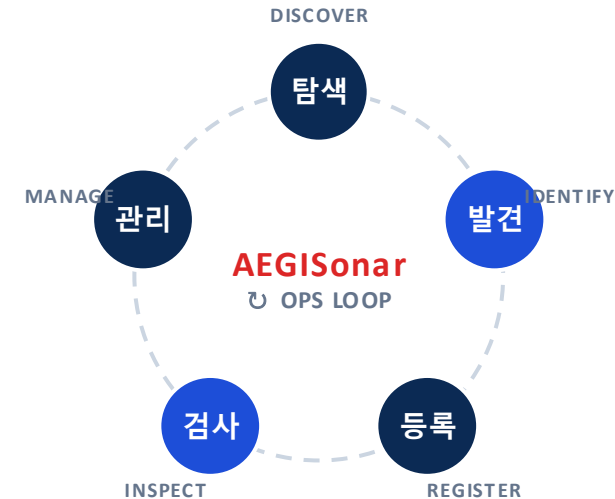 DISCOVER
탐색
발견
IDENTIFY
등록
REGISTER
검사
INSPECT
MANAGE
관리
AEGISonar
↻ OPS LOOP